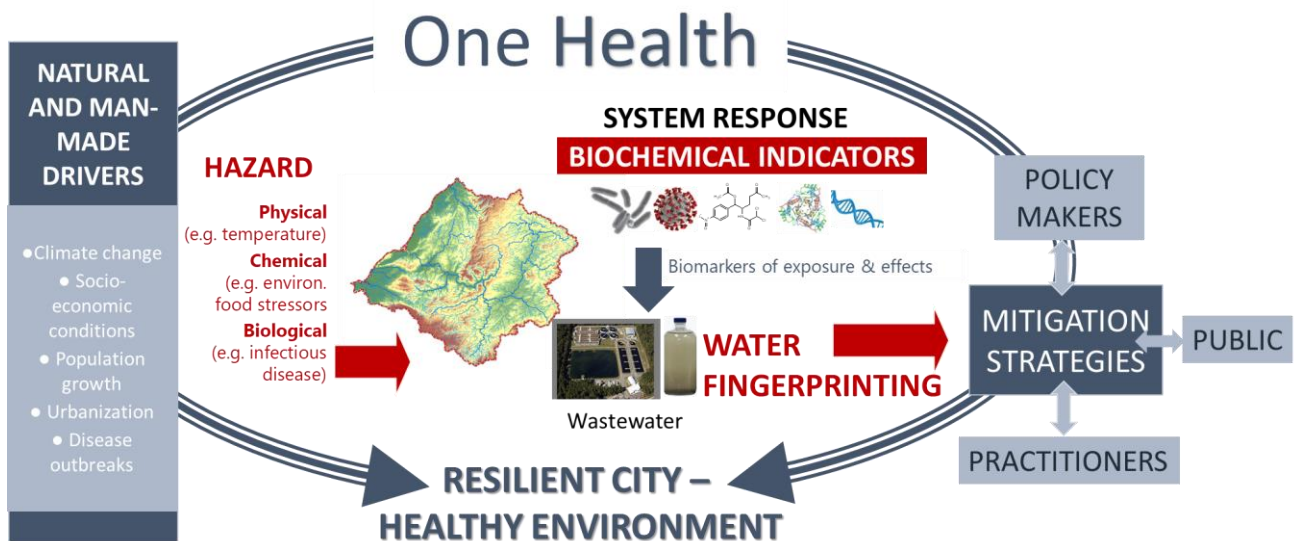 One Health
NATURAL
AND MAN-
MADE
DRIVERS
●Climate change
● Socio-
economic
conditions
● Population
growth
● Urbanization
● Disease
outbreaks
HAZARD
Physical
(e.g. temperature)
Chemical
(e.g. environ.
food stressors
Biological
(e.g. infectious
disease)
SYSTEM RESPONSE
BIOCHEMICAL INDICATORS
Biomarkers of exposure & effects
WATER
FINGERPRINTING
Wastewater
POLICY
MAKERS
MITIGATION
STRATEGIES
PUBLIC
PRACTITIONERS
RESILIENT CITY –
HEALTHY ENVIRONMENT